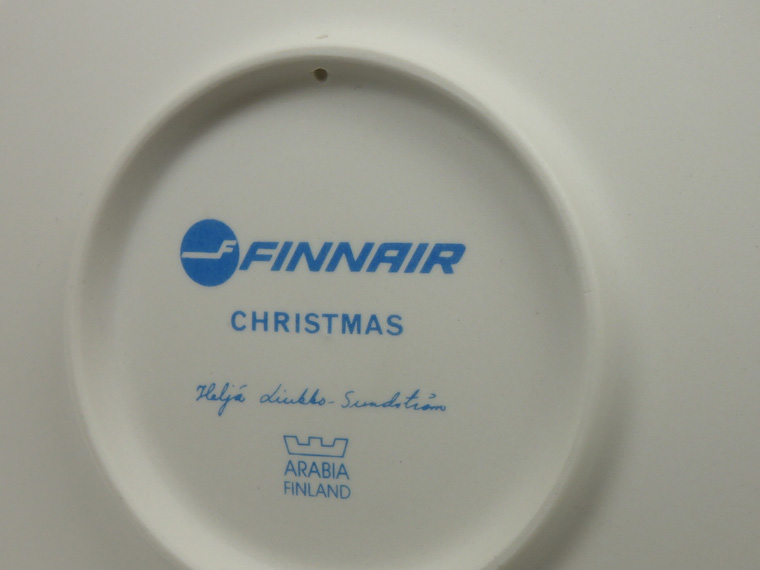 FINNAIR
CHRISTMAS
Heljä Liukko-Sundström
ARABIA
FINLAND